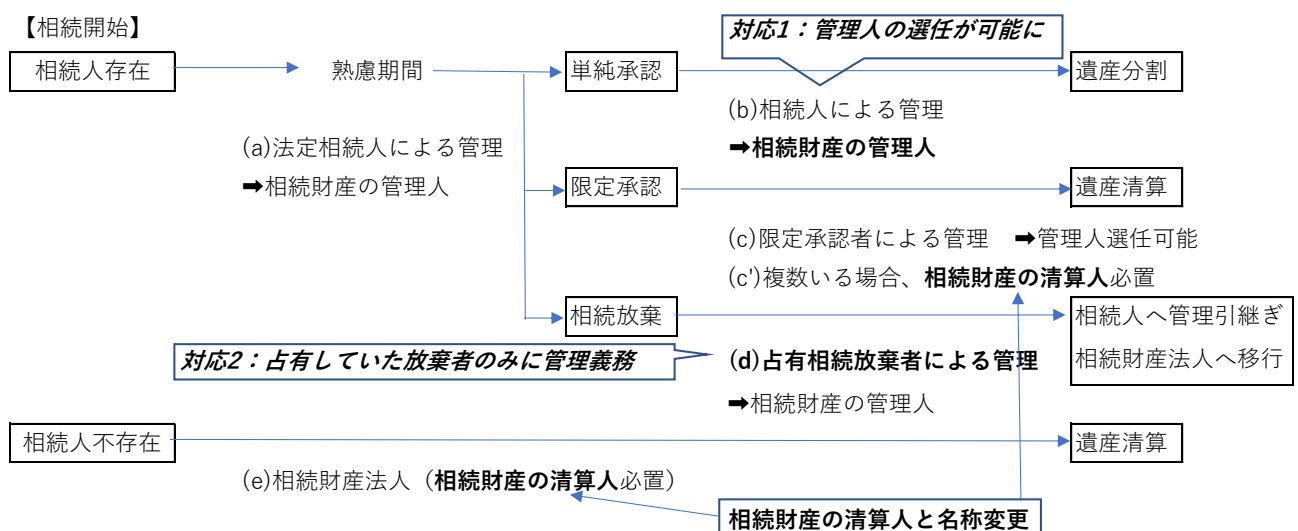 【相続開始】
対応1：管理人の選任が可能に
相続人存在
熟慮期間
単純承認
遺産分割
(b)相続人による管理
➡相続財産の管理人
(a)法定相続人による管理
➡相続財産の管理人
限定承認
遺産清算
(c)限定承認者による管理　➡管理人選任可能
(c')複数いる場合、相続財産の清算人必置
相続放棄
相続人へ管理引継ぎ
相続財産法人へ移行
対応2：占有していた放棄者のみに管理義務
(d)占有相続放棄者による管理
➡相続財産の管理人
相続人不存在
遺産清算
(e)相続財産法人（相続財産の清算人必置）
相続財産の清算人と名称変更